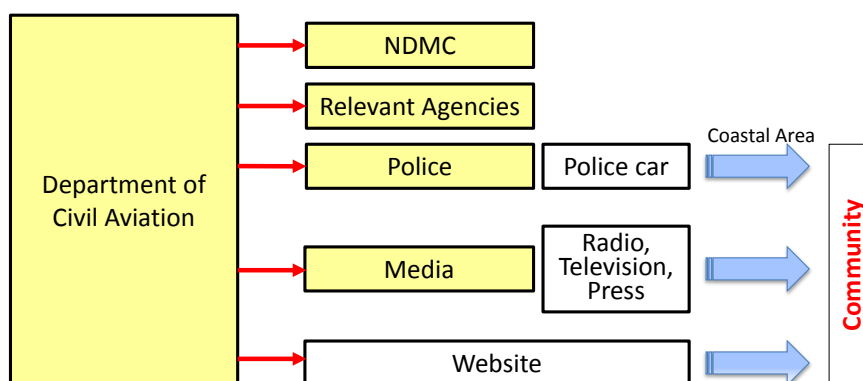 NDMC
Relevant Agencies
Coastal Area
Department of
Civil Aviation
Police
Police car
Media
Radio,
Television,
Press
Website
Community